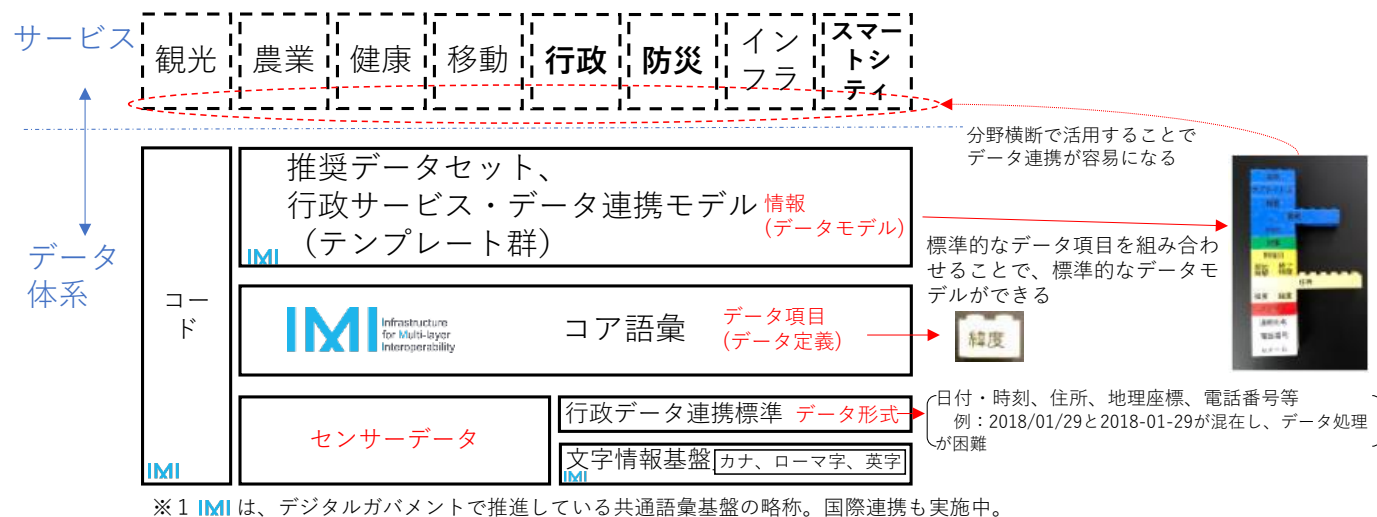 サービス
観光
農業
健康
移動
行政
防災
イン
フラ
スマー
トシ
ティ
分野横断で活用することで
データ連携が容易になる
データ
体系
コー
ド
IMI
推奨データセット、
行政サービス・データ連携モデル
(テンプレート群)
情報
(データモデル)
IMI
標準的なデータ項目を組み合わ
せることで、標準的なデータモ
デルができる
IMI
Infrastructure
for Multi-layer
Interoperability
コア語彙
データ項目
(データ定義)
緯度
センサーデータ
行政データ連携標準 データ形式
日付・時刻、住所、地理座標、電話番号等
例：2018/01/29と2018-01-29が混在し、データ処理
が困難
文字情報基盤 カナ、ローマ字、英字
IMI
※1 IMI は、デジタルガバメントで推進している共通語彙基盤の略称。国際連携も実施中。